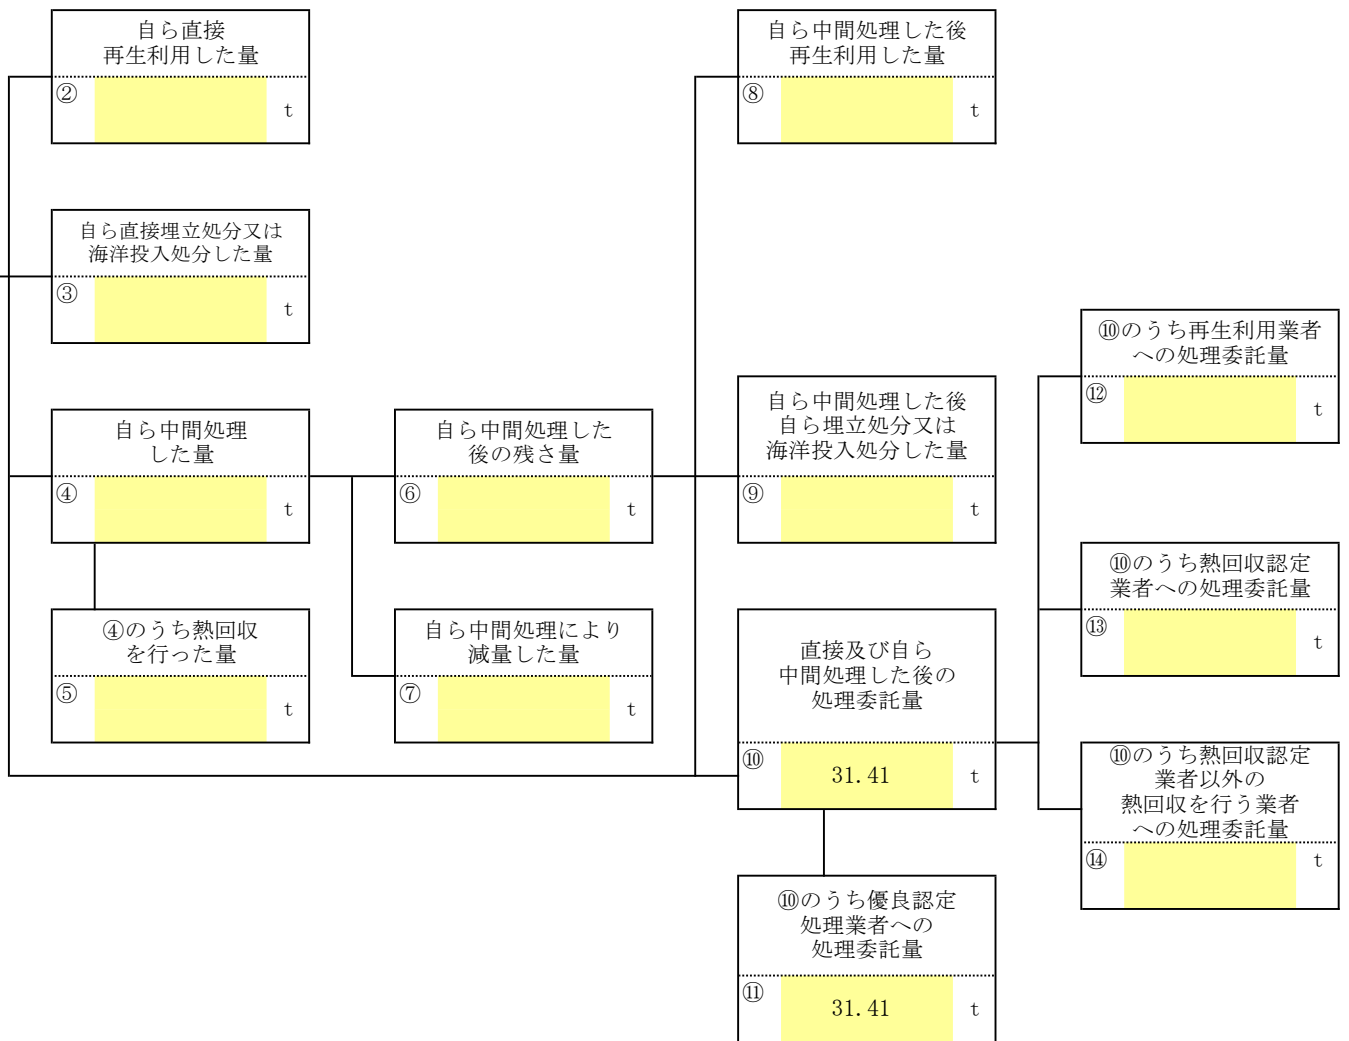 自ら直接
再生利用した量
②
t
自ら中間処理した後
再生利用した量
⑧
t
自ら直接埋立処分又は
海洋投入処分した量
③
t
⑩のうち再生利用業者
への処理委託量
⑫
t
自ら中間処理
した量
④
t
自ら中間処理した
後の残さ量
⑥
t
自ら中間処理した後
自ら埋立処分又は
海洋投入処分した量
⑨
t
⑩のうち熱回収認定
業者への処理委託量
⑬
t
④のうち熱回収
を行った量
⑤
t
自ら中間処理により
減量した量
⑦
t
直接及び自ら
中間処理した後の
処理委託量
⑩
31.41
t
⑩のうち熱回収認定
業者以外の
熱回収を行う業者
への処理委託量
⑭
t
⑩のうち優良認定
処理業者への
処理委託量
⑪
31.41
t